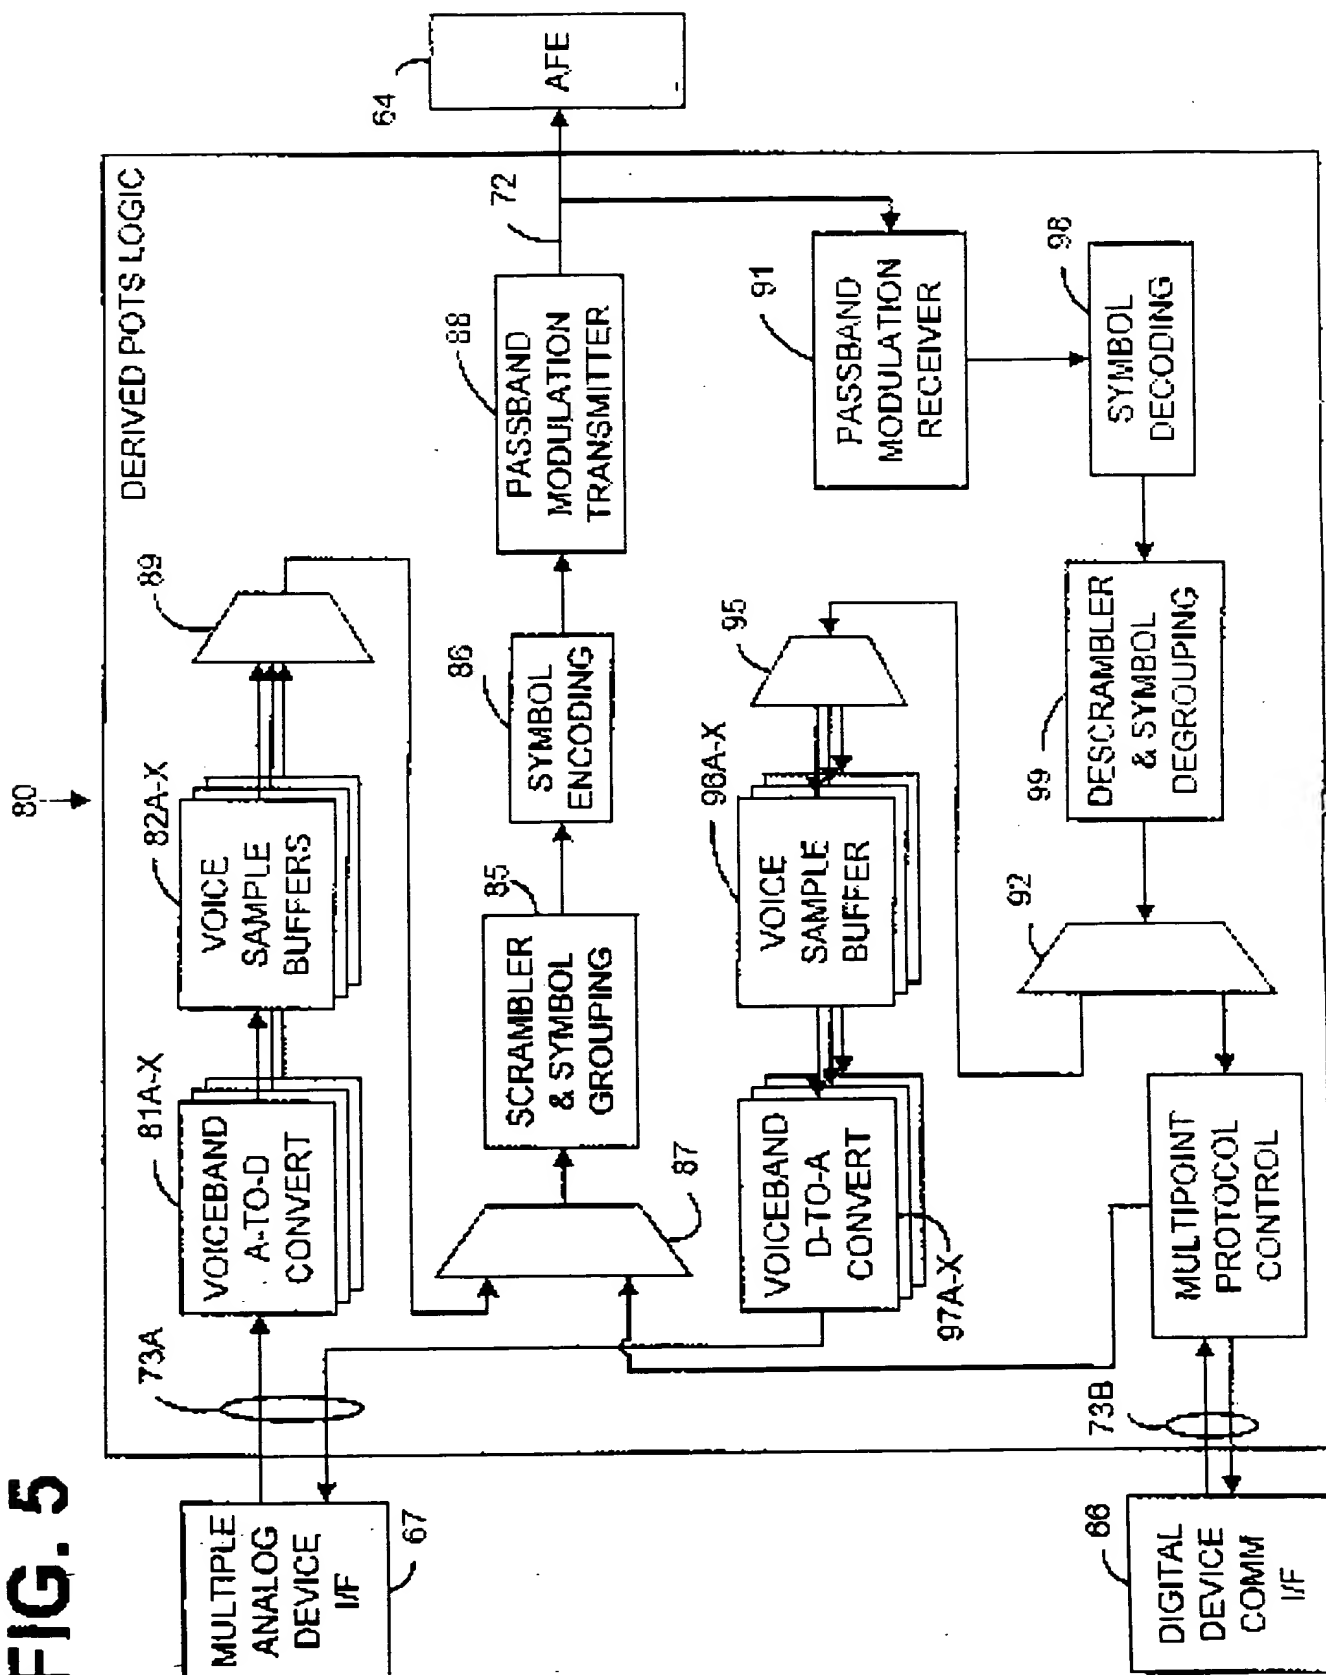 FIG. 5
80
DERIVED POTS LOGIC
MULTIPLE
ANALOG
DEVICE
I/F
67
73A
81A-X
VOICEBAND
A-TO-D
CONVERT
82A-X
VOICE
SAMPLE
BUFFERS
89
87
85
SCRAMBLER
& SYMBOL
GROUPING
86
SYMBOL
ENCODING
88
PASSBAND
MODULATION
TRANSMITTER
72
64
AFE
97A-X
VOICEBAND
D-TO-A
CONVERT
96A-X
VOICE
SAMPLE
BUFFER
95
91
PASSBAND
MODULATION
RECEIVER
98
SYMBOL
DECODING
99
DESCRAMBLER
& SYMBOL
DEGROUPING
92
MULTIPOINT
PROTOCOL
CONTROL
73B
66
DIGITAL
DEVICE
COMM
I/F